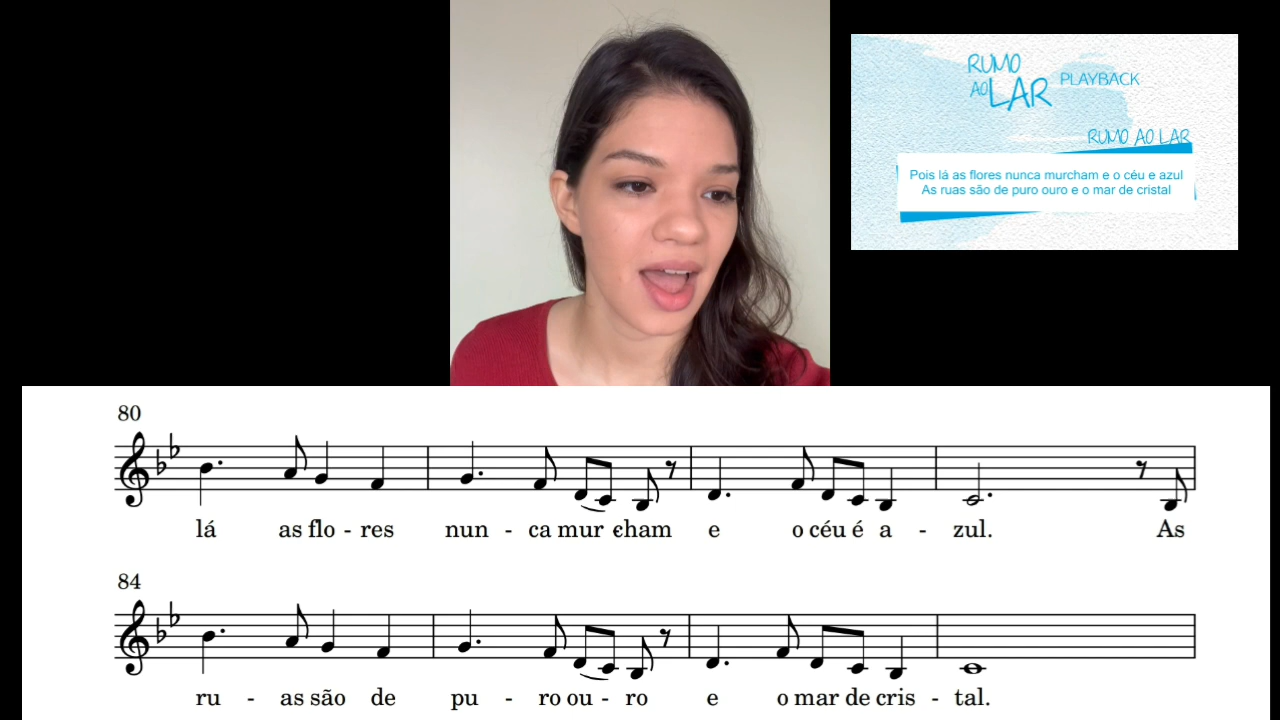 RUMO
AO LAR PLAYBACK
RUMO AO LAR
Pois lá as flores nunca murcham e o céu e azul
As ruas são de puro ouro e o mar de cristal
80
lá as flo - res nun - ca mur cham e o céu é a - zul. As
84
ru - as são de pu - ro ou - ro e o mar de cris - tal.